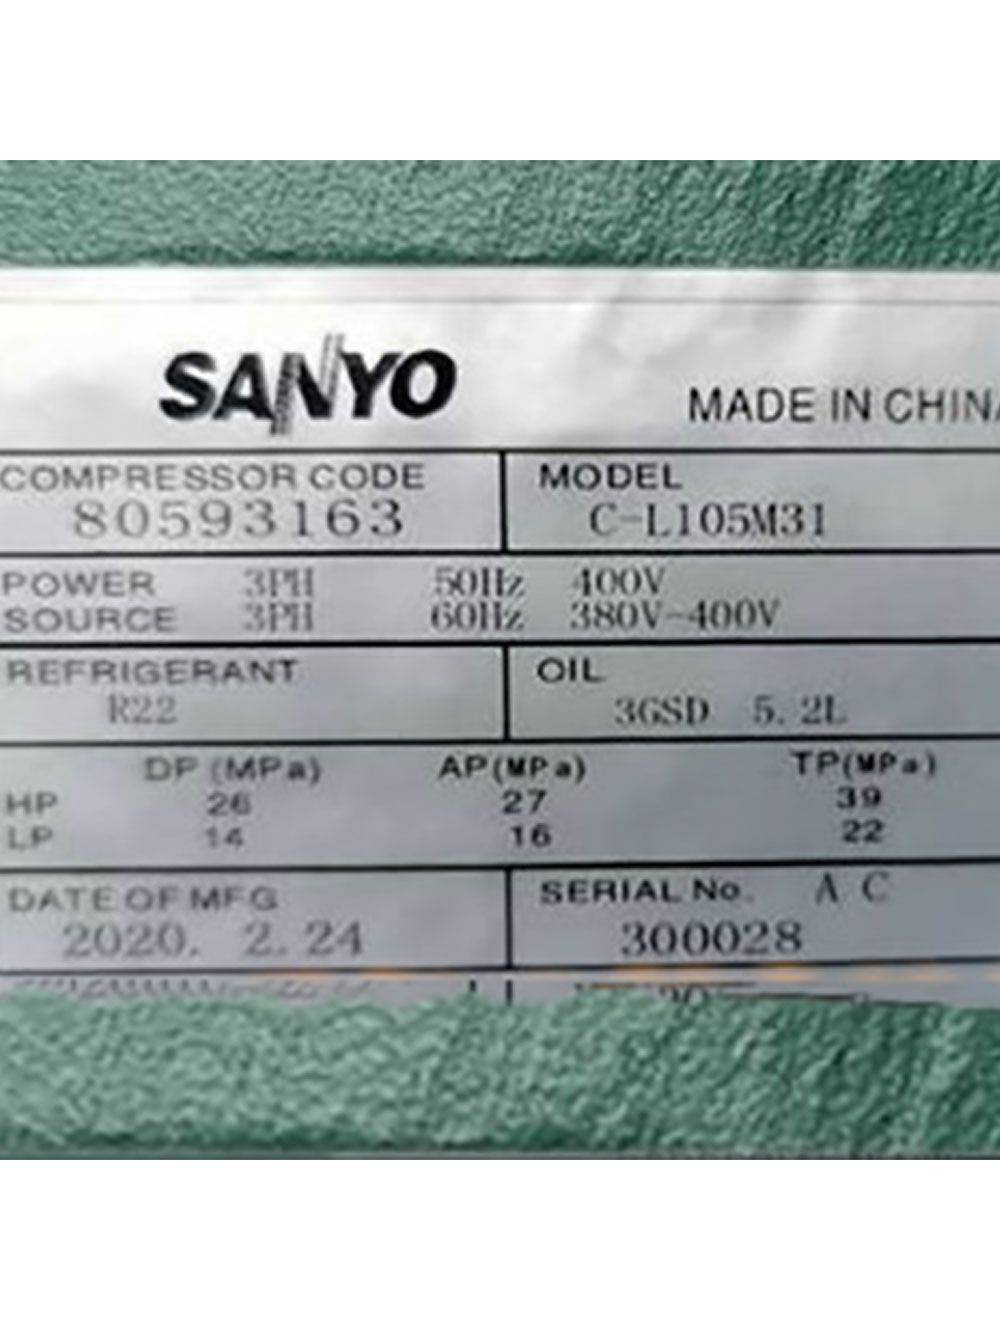 SANYO
MADE IN CHINA
COMPRESSOR CODE MODEL
80593163 C-L105M31
POWER 3PH 50Hz 400V
SOURCE 3PH 60Hz 380V-400V
REFRIGERANT OIL
R22 3GSD 5.2L
DP (MPa) AP(MPa) TP(MPa)
HP 26 27 39
LP 14 16 22
DATE OF MFG SERIAL No. A C
2020. 2.24 300028